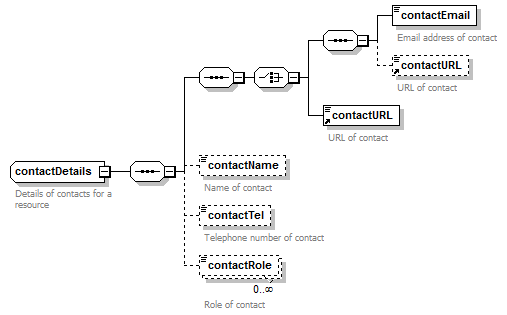 contactEmail
Email address of contact
contactURL
URL of contact
contactURL
URL of contact
contactDetails
Details of contacts for a
resource
contactName
Name of contact
contactTel
Telephone number of contact
contactRole
0..∞
Role of contact